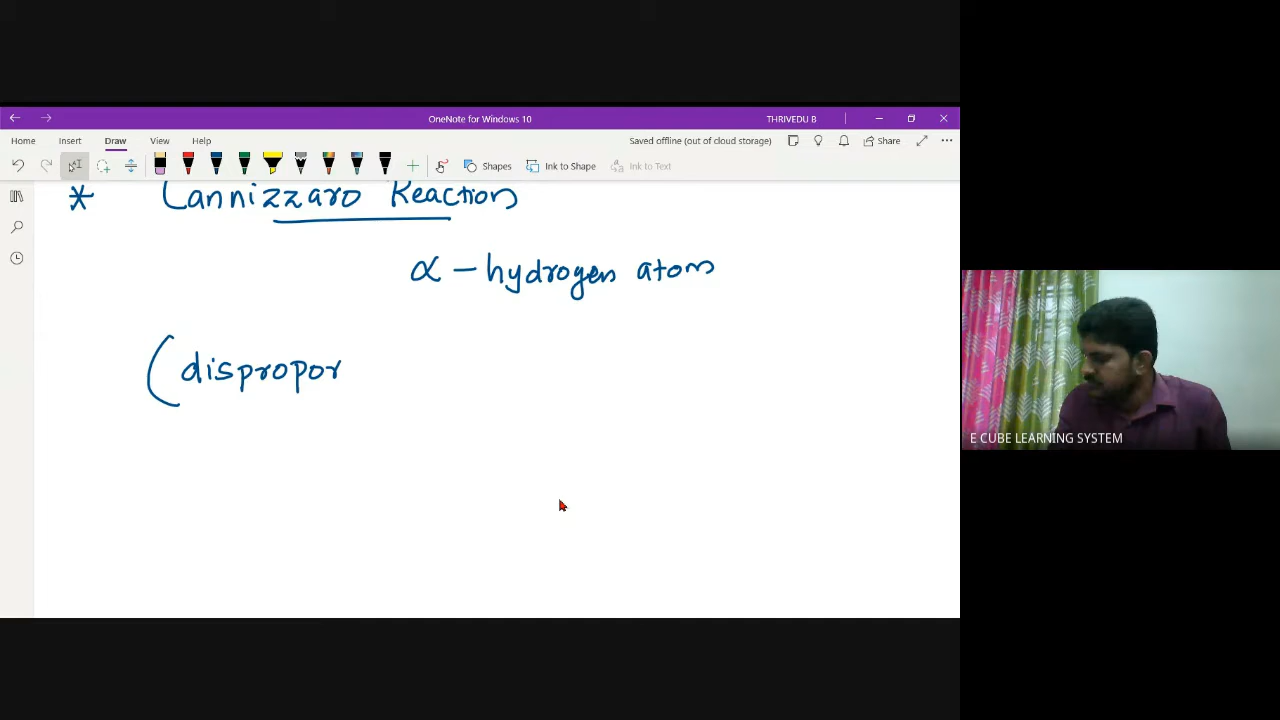 OneNote for Windows 10
THRIVEDU B
Home
Insert
Draw
View
Help
Saved offline (out of cloud storage)
Share
Shapes
Ink to Shape
Ink to Text
* Cannizzaro Reaction
α - hydrogen atom
(dispropor
E CUBE LEARNING SYSTEM